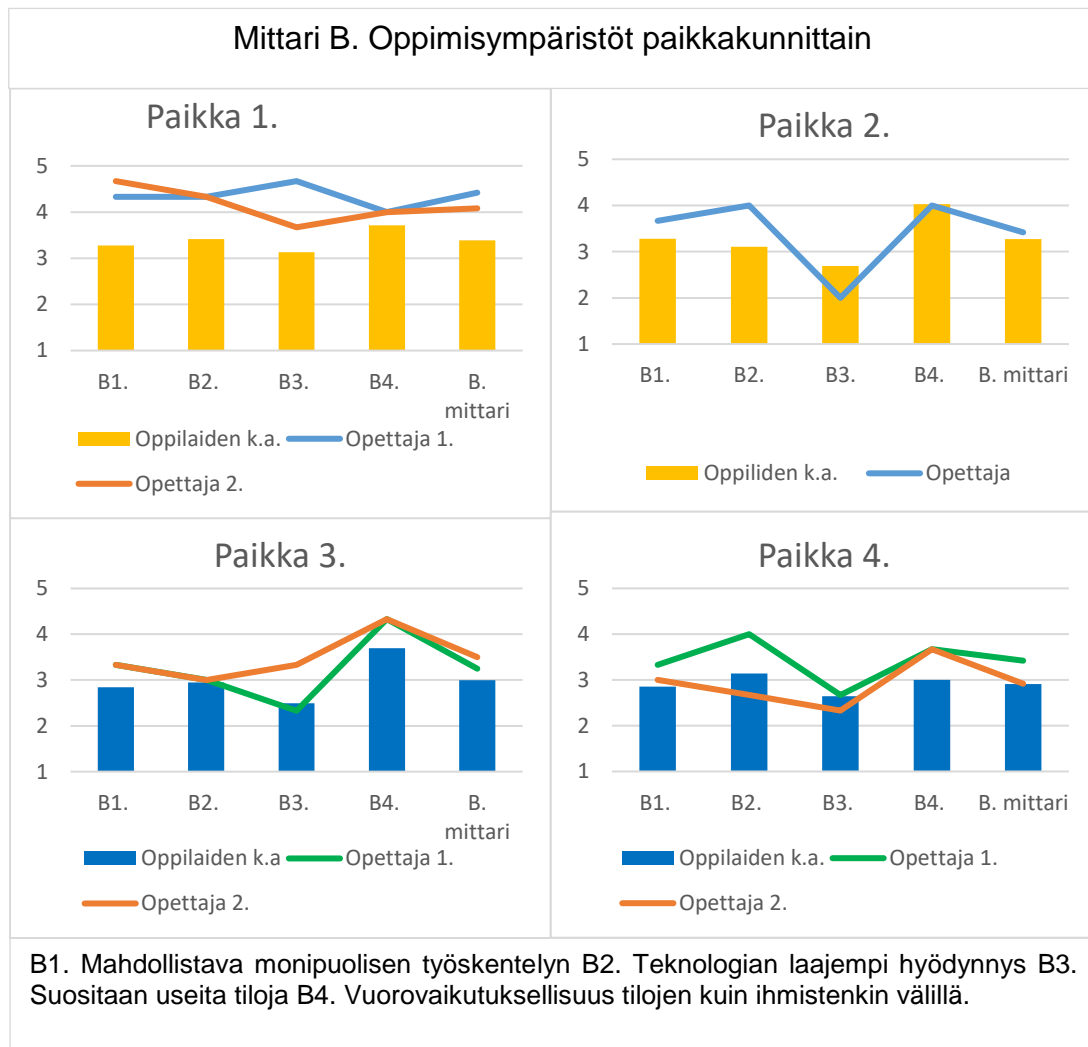 Mittari B. Oppimisympäristöt paikkakunnittain
Paikka 1.
5
4
3
2
1
B1. B2. B3. B4. B.
mittari
Oppilaiden k.a. Opettaja 1.
Opettaja 2.
Paikka 2.
5
4
3
2
1
B1. B2. B3. B4. B. mittari
Oppiliden k.a. Opettaja
Paikka 3.
5
4
3
2
1
B1. B2. B3. B4. B.
mittari
Oppilaiden k.a Opettaja 1.
Opettaja 2.
Paikka 4.
5
4
3
2
1
B1. B2. B3. B4. B. mittari
Oppilaiden k.a. Opettaja 1.
Opettaja 2.
B1. Mahdollistava monipuolisen työskentelyn B2. Teknologian laajempi hyödynnys B3.
Suositaan useita tiloja B4. Vuorovaikutuksellisuus tilojen kuin ihmistenkin välillä.